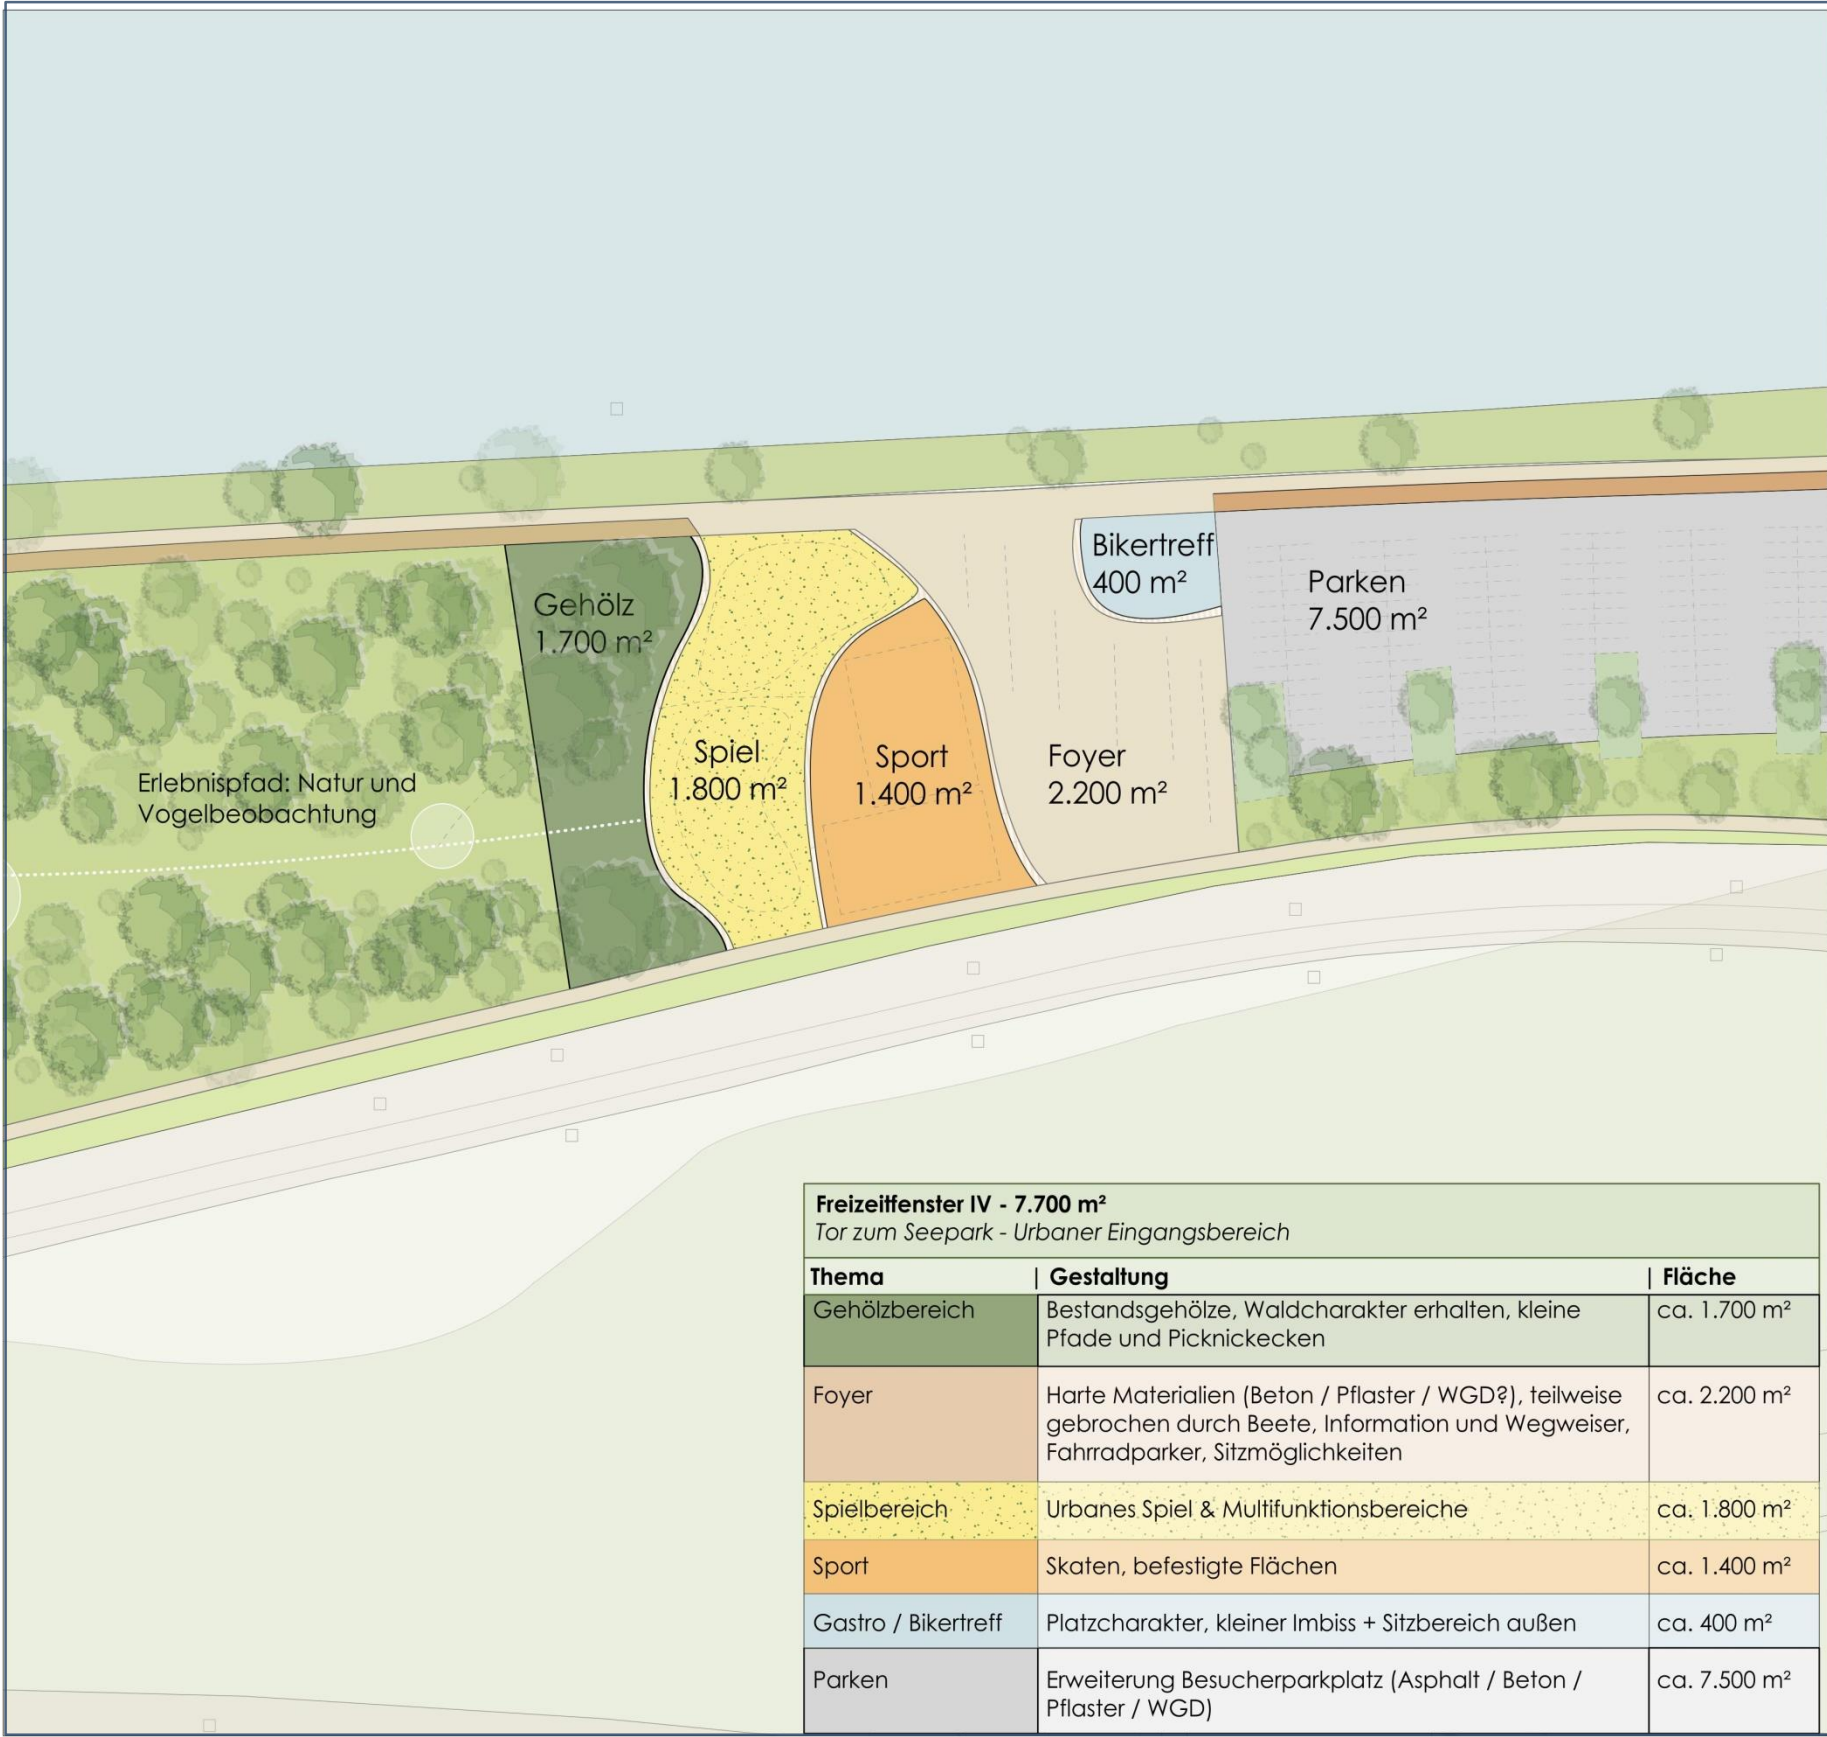 Bikertreff
400 m²
Parken
7.500 m²
Gehölz
1.700 m²
Spiel
1.800 m²
Sport
1.400 m²
Foyer
2.200 m²
Erlebnispfad: Natur und
Vogelbeobachtung
Freizeitfenster IV - 7.700 m²
Tor zum Seepark - Urbaner Eingangsbereich
Thema | Gestaltung | Fläche
Gehölzbereich Bestandsgehölze, Waldcharakter erhalten, kleine ca. 1.700 m²
Pfade und Picknickecken
Foyer Harte Materialien (Beton / Pflaster / WGD?), teilweise ca. 2.200 m²
gebrochen durch Beete, Information und Wegweiser,
Fahrradparker, Sitzmöglichkeiten
Spielbereich Urbanes Spiel & Multifunktionsbereiche ca. 1.800 m²
Sport Skaten, befestigte Flächen ca. 1.400 m²
Gastro / Bikertreff Platzcharakter, kleiner Imbiss + Sitzbereich außen ca. 400 m²
Parken Erweiterung Besucherparkplatz (Asphalt / Beton / ca. 7.500 m²
Pflaster / WGD)